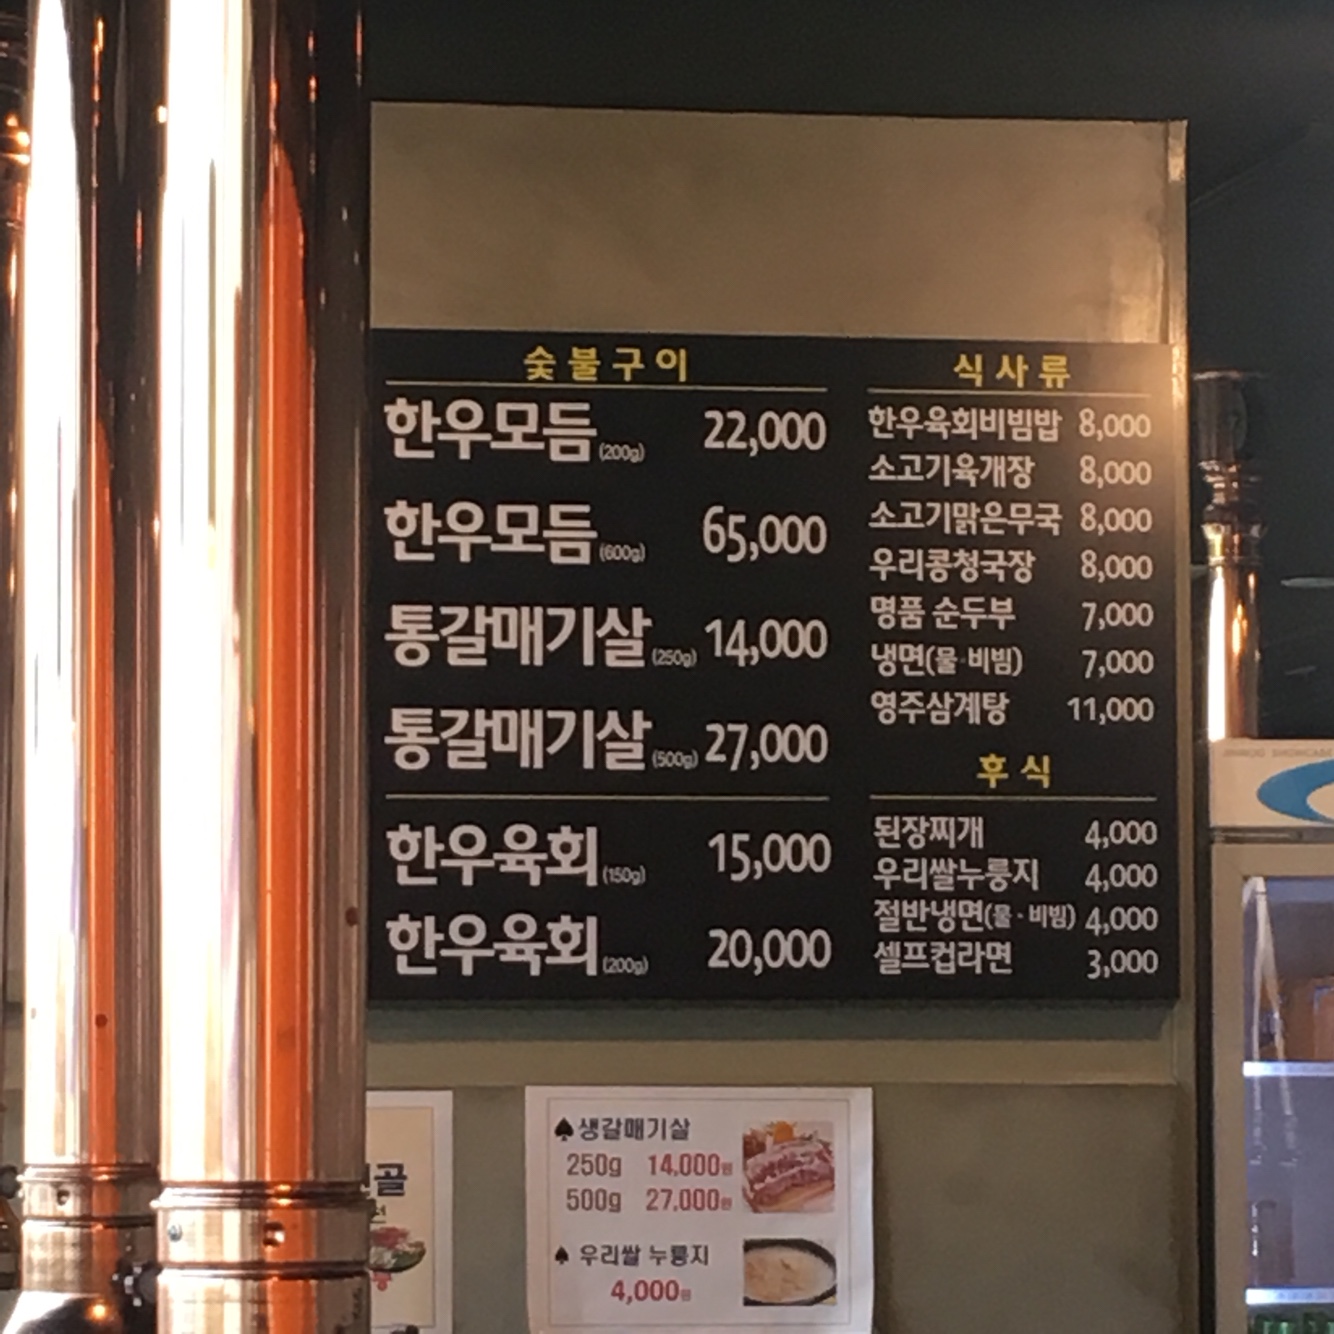 숯불구이
한우모듬(200g) 22,000
한우모듬(600g) 65,000
통갈매기살(250g) 14,000
통갈매기살(500g) 27,000
한우육회(150g) 15,000
한우육회(200g) 20,000
식사류
한우육회비빔밥 8,000
소고기육개장 8,000
소고기맑은무국 8,000
우리콩청국장 8,000
명품 순두부 7,000
냉면(물·비빔) 7,000
영주삼계탕 11,000
후식
된장찌개 4,000
우리쌀누룽지 4,000
절반냉면(물·비빔) 4,000
셀프컵라면 3,000
♠생갈매기살
250g 14,000원
500g 27,000원
♠ 우리쌀 누룽지
4,000원
골